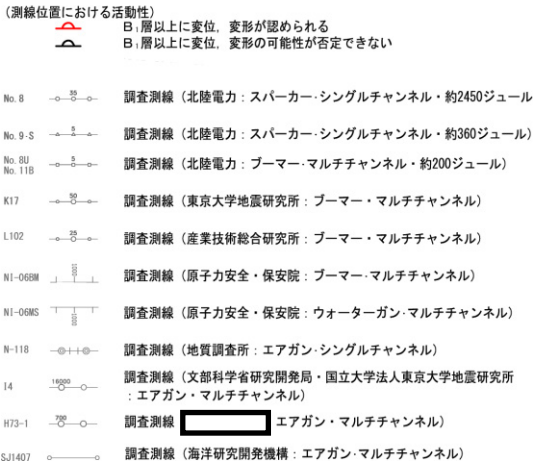 (測線位置における活動性)
B₁層以上に変位，変形が認められる
B₁層以上に変位，変形の可能性が否定できない
No. 8 35 調査測線（北陸電力：スパーカー・シングルチャンネル・約2450ジュール
No. 9-S 5 調査測線（北陸電力：スパーカー・シングルチャンネル・約360ジュール）
No. 8U
No. 11B 5 調査測線（北陸電力：ブーマー・マルチチャンネル・約200ジュール）
K17 50 調査測線（東京大学地震研究所：ブーマー・マルチチャンネル）
L102 25 調査測線（産業技術総合研究所：ブーマー・マルチチャンネル）
NI-06BM 1000 調査測線（原子力安全・保安院：ブーマー・マルチチャンネル）
NI-06WS 1000 調査測線（原子力安全・保安院：ウォーターガン・マルチチャンネル）
N-118 調査測線（地質調査所：エアガン・シングルチャンネル）
I4 16000 調査測線（文部科学省研究開発局・国立大学法人東京大学地震研究所
：エアガン・マルチチャンネル）
H73-1 700 調査測線 エアガン・マルチチャンネル）
SJ1407 調査測線（海洋研究開発機構：エアガン・マルチチャンネル）